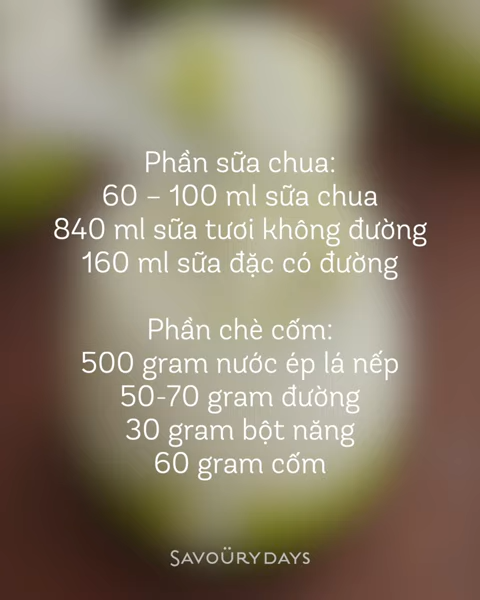 Phần sữa chua:
60 – 100 ml sữa chua
840 ml sữa tươi không đường
160 ml sữa đặc có đường
Phần chè cốm:
500 gram nước ép lá nếp
50-70 gram đường
30 gram bột năng
60 gram cốm
SAVOÜRYDAYS